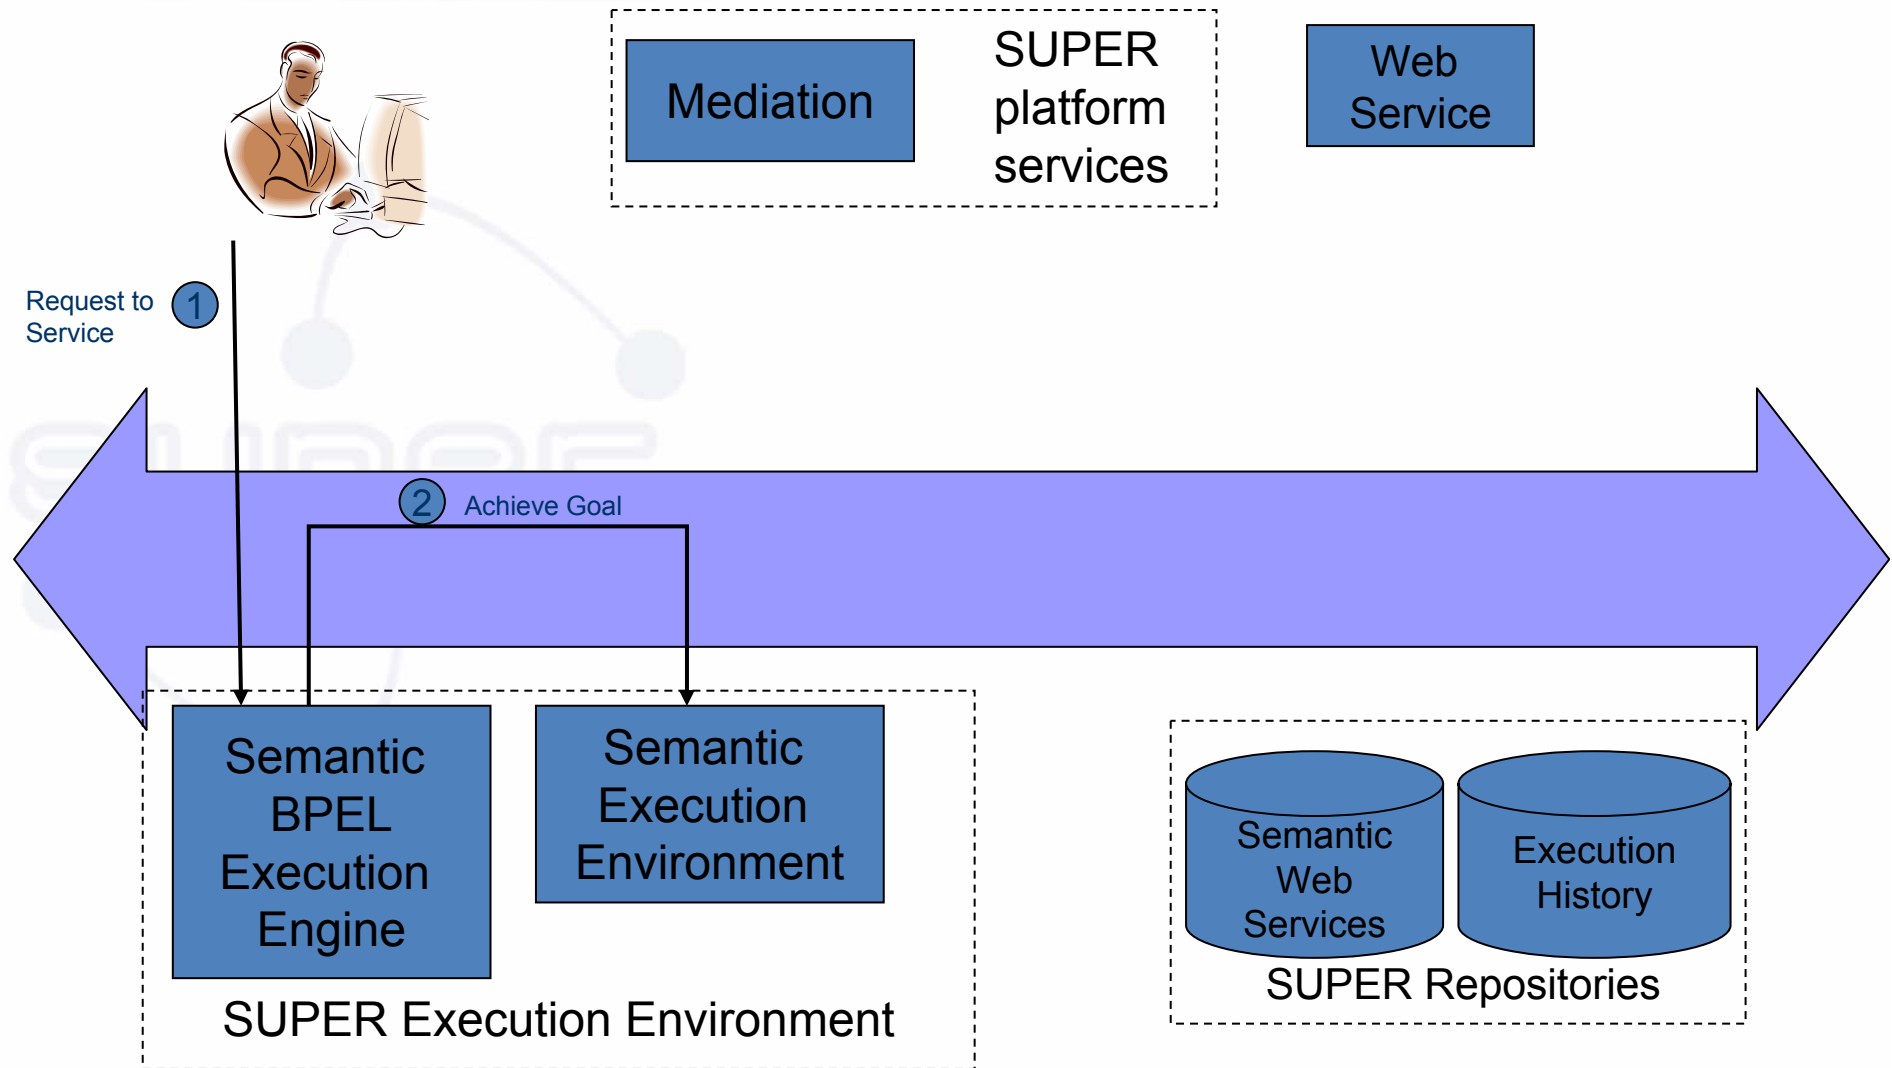 Mediation
SUPER
platform
services
Web
Service
Request to
Service
1
SUPER
2
Achieve Goal
Semantic
BPEL
Execution
Engine
Semantic
Execution
Environment
SUPER Execution Environment
Semantic
Web
Services
Execution
History
SUPER Repositories